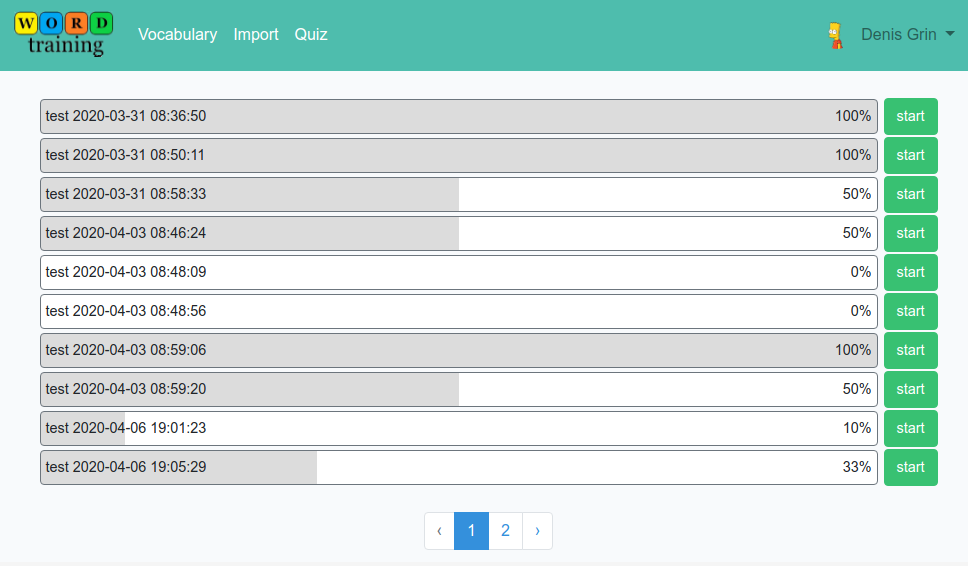 WORD
training
Vocabulary Import Quiz
Denis Grin
test 2020-03-31 08:36:50 100% start
test 2020-03-31 08:50:11 100% start
test 2020-03-31 08:58:33 50% start
test 2020-04-03 08:46:24 50% start
test 2020-04-03 08:48:09 0% start
test 2020-04-03 08:48:56 0% start
test 2020-04-03 08:59:06 100% start
test 2020-04-03 08:59:20 50% start
test 2020-04-06 19:01:23 10% start
test 2020-04-06 19:05:29 33% start
‹ 1 2 ›